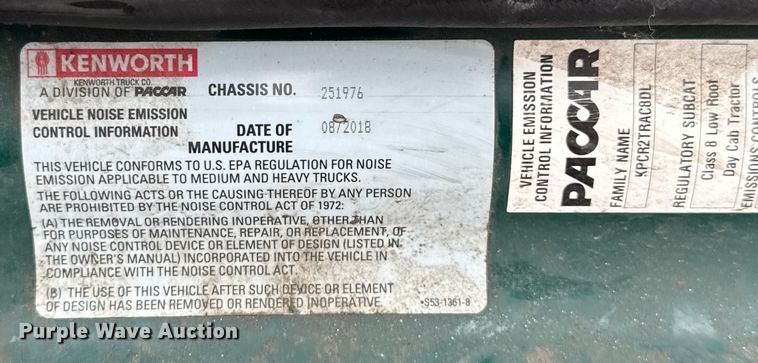 KENWORTH
KENWORTH TRUCK CO.
A DIVISION OF PACCAR
CHASSIS NO. 251976
VEHICLE NOISE EMISSION
CONTROL INFORMATION
DATE OF 08/2018
MANUFACTURE
THIS VEHICLE CONFORMS TO U.S. EPA REGULATION FOR NOISE
EMISSION APPLICABLE TO MEDIUM AND HEAVY TRUCKS.
THE FOLLOWING ACTS OR THE CAUSING THEREOF BY ANY PERSON
ARE PROHIBITED BY THE NOISE CONTROL ACT OF 1972:
(A) THE REMOVAL OR RENDERING INOPERATIVE, OTHER THAN
FOR PURPOSES OF MAINTENANCE, REPAIR, OR REPLACEMENT, OF
ANY NOISE CONTROL DEVICE OR ELEMENT OF DESIGN (LISTED IN
THE OWNER'S MANUAL) INCORPORATED INTO THE VEHICLE IN
COMPLIANCE WITH THE NOISE CONTROL ACT.
(B) THE USE OF THIS VEHICLE AFTER SUCH DEVICE OR ELEMENT
OF DESIGN HAS BEEN REMOVED OR RENDERED INOPERATIVE.
•S53-1361-8
VEHICLE EMISSION
CONTROL INFORMATION
PACCAR
FAMILY NAME
KPCR2TRAC8DL
REGULATORY SUBCAT
Class 8 Low Roof
Day Cab Tractor
EMISSIONS CONTROLS
Purple Wave Auction